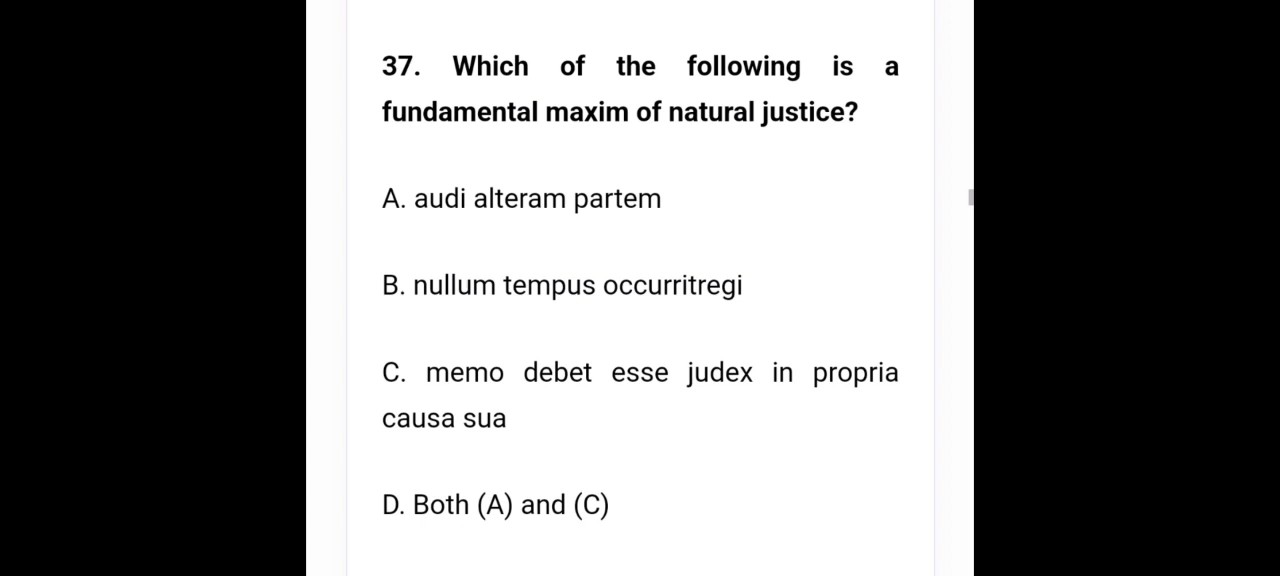 37. Which of the following is a
fundamental maxim of natural justice?
A. audi alteram partem
B. nullum tempus occurritregi
C. memo debet esse judex in propria
causa sua
D. Both (A) and (C)